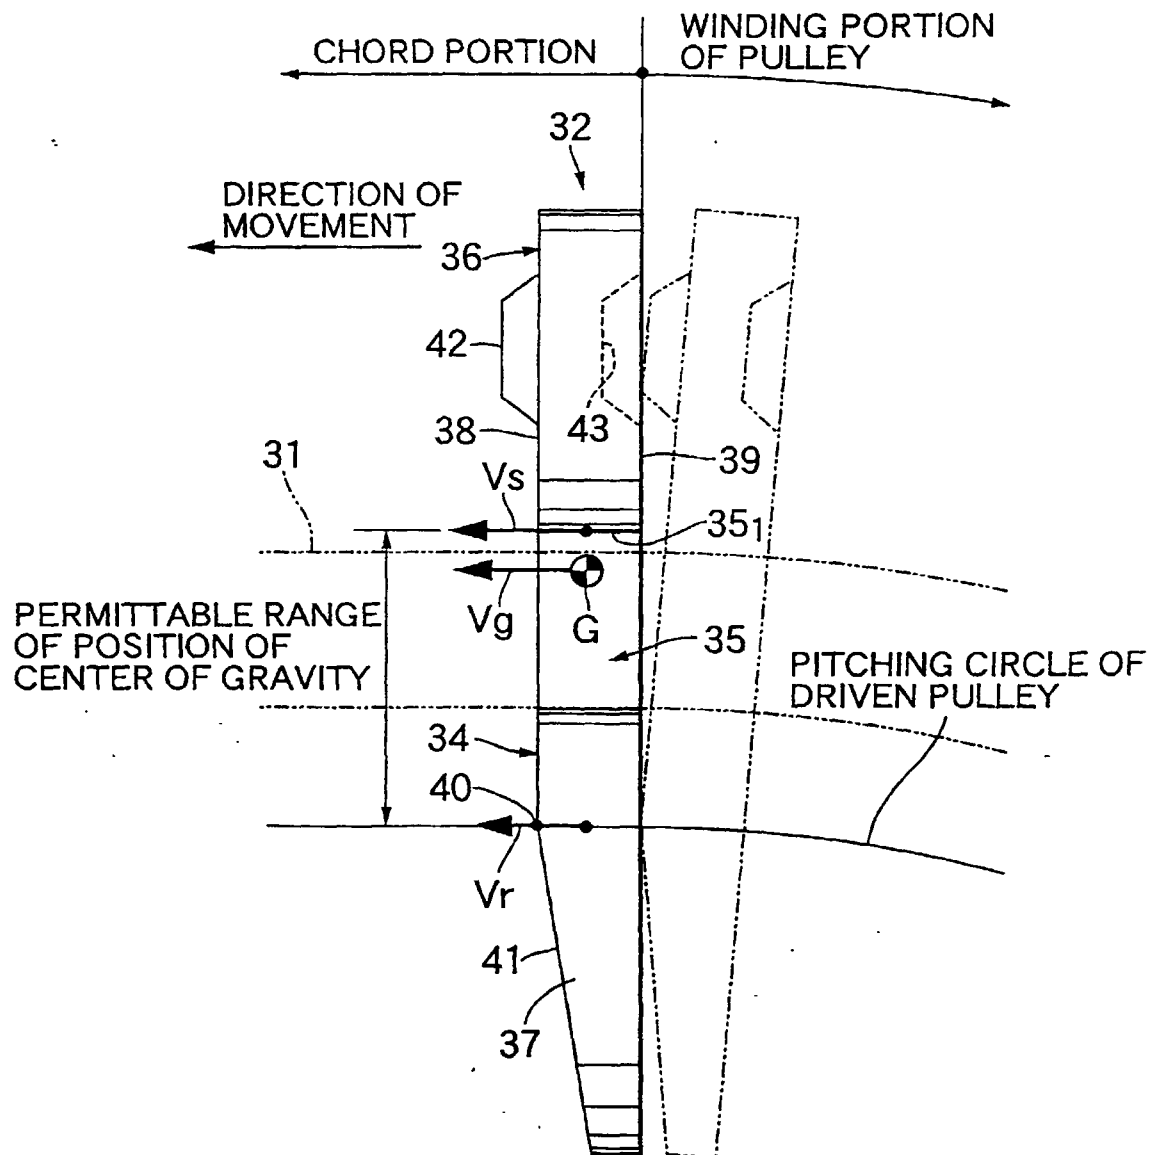 WINDING PORTION
OF PULLEY
CHORD PORTION
32
DIRECTION OF
MOVEMENT
36
42
43
38
39
31
Vs
351
Vg
G
35
PERMITTABLE RANGE
OF POSITION OF
CENTER OF GRAVITY
PITCHING CIRCLE OF
DRIVEN PULLEY
34
40
Vr
41
37